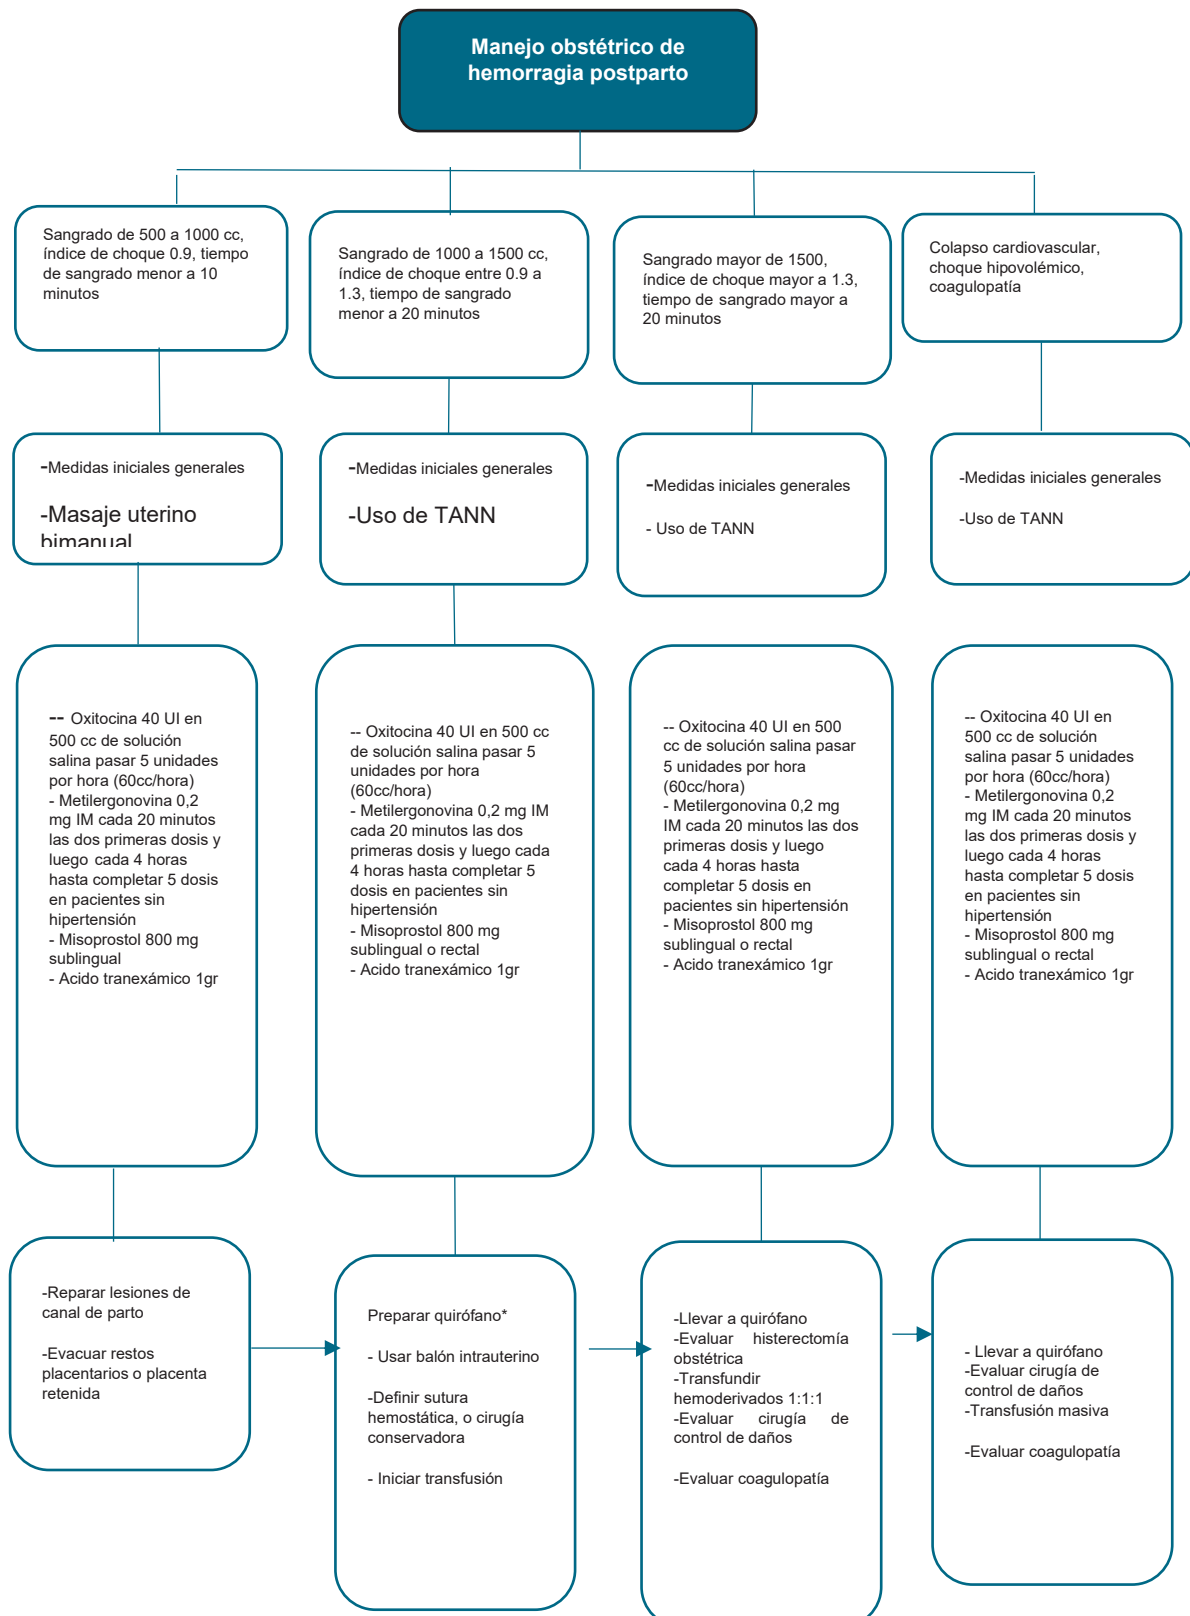 Manejo obstétrico de
hemorragia postparto
Sangrado de 500 a 1000 cc,
índice de choque 0.9, tiempo
de sangrado menor a 10
minutos
Sangrado de 1000 a 1500 cc,
índice de choque entre 0.9 a
1.3, tiempo de sangrado
menor a 20 minutos
Sangrado mayor de 1500,
índice de choque mayor a 1.3,
tiempo de sangrado mayor a
20 minutos
Colapso cardiovascular,
choque hipovolémico,
coagulopatía
-Medidas iniciales generales
-Masaje uterino
bimanual
-Medidas iniciales generales
-Uso de TANN
-Medidas iniciales generales
- Uso de TANN
-Medidas iniciales generales
-Uso de TANN
-- Oxitocina 40 UI en
500 cc de solución
salina pasar 5 unidades
por hora (60cc/hora)
- Metilergonovina 0,2
mg IM cada 20 minutos
las dos primeras dosis y
luego cada 4 horas
hasta completar 5 dosis
en pacientes sin
hipertensión
- Misoprostol 800 mg
sublingual
- Acido tranexámico 1gr
-- Oxitocina 40 UI en 500 cc
de solución salina pasar 5
unidades por hora
(60cc/hora)
- Metilergonovina 0,2 mg IM
cada 20 minutos las dos
primeras dosis y luego cada
4 horas hasta completar 5
dosis en pacientes sin
hipertensión
- Misoprostol 800 mg
sublingual o rectal
- Acido tranexámico 1gr
-- Oxitocina 40 UI en 500
cc de solución salina pasar
5 unidades por hora
(60cc/hora)
- Metilergonovina 0,2 mg
IM cada 20 minutos las dos
primeras dosis y luego
cada 4 horas hasta
completar 5 dosis en
pacientes sin hipertensión
- Misoprostol 800 mg
sublingual o rectal
- Acido tranexámico 1gr
-- Oxitocina 40 UI en
500 cc de solución
salina pasar 5 unidades
por hora (60cc/hora)
- Metilergonovina 0,2
mg IM cada 20 minutos
las dos primeras dosis y
luego cada 4 horas
hasta completar 5 dosis
en pacientes sin
hipertensión
- Misoprostol 800 mg
sublingual o rectal
- Acido tranexámico 1gr
-Reparar lesiones de
canal de parto
-Evacuar restos
placentarios o placenta
retenida
Preparar quirófano*
- Usar balón intrauterino
-Definir sutura
hemostática, o cirugía
conservadora
- Iniciar transfusión
-Llevar a quirófano
-Evaluar histerectomía
obstétrica
-Transfundir
hemoderivados 1:1:1
-Evaluar cirugía de
control de daños
-Evaluar coagulopatía
- Llevar a quirófano
-Evaluar cirugía de
control de daños
-Transfusión masiva
-Evaluar coagulopatía